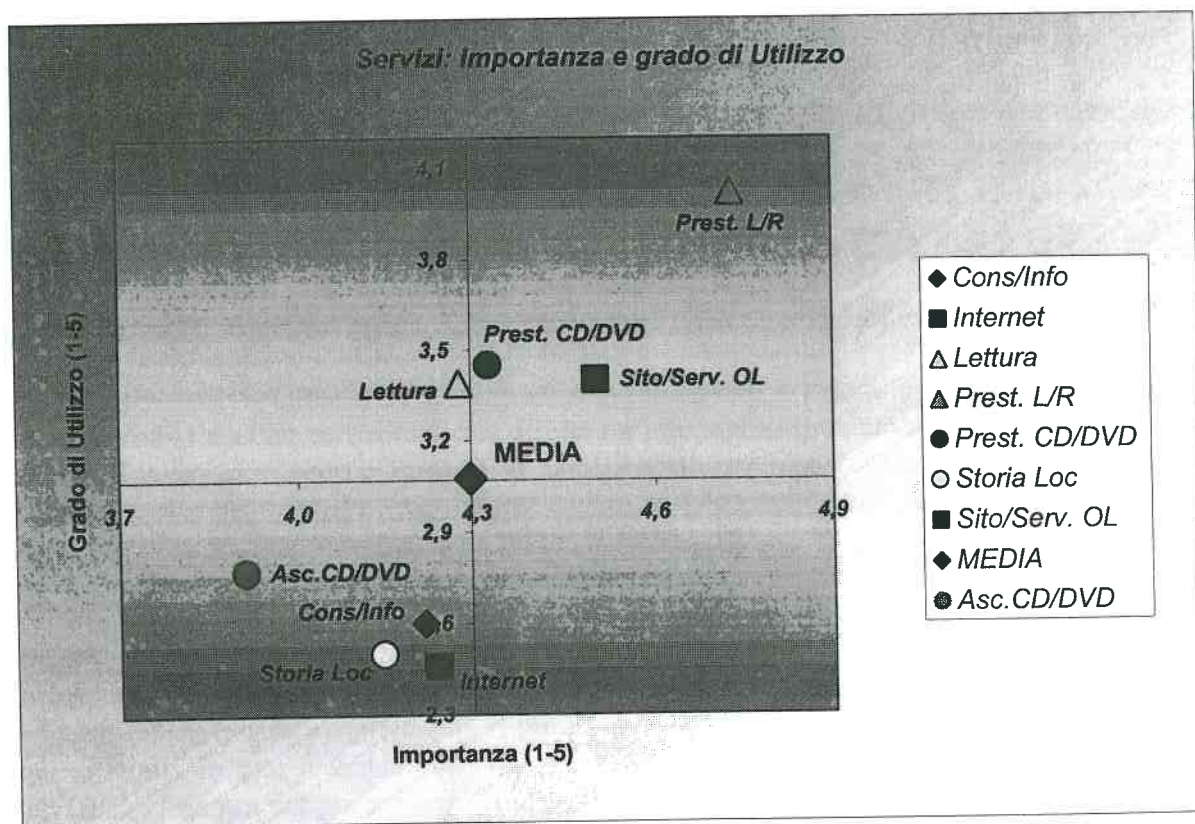 Servizi: Importanza e grado di Utilizzo
4,1
Prest. L/R
3,8
Prest. CD/DVD
3,5
Sito/Serv. OL
Lettura
3,2
MEDIA
3,7
4,0
4,3
4,6
4,9
2,9
Asc.CD/DVD
Cons/Info
,6
Storia Loc
Internet
2,3
Grado di Utilizzo (1-5)
Importanza (1-5)
Cons/Info
Internet
Lettura
Prest. L/R
Prest. CD/DVD
Storia Loc
Sito/Serv. OL
MEDIA
Asc.CD/DVD